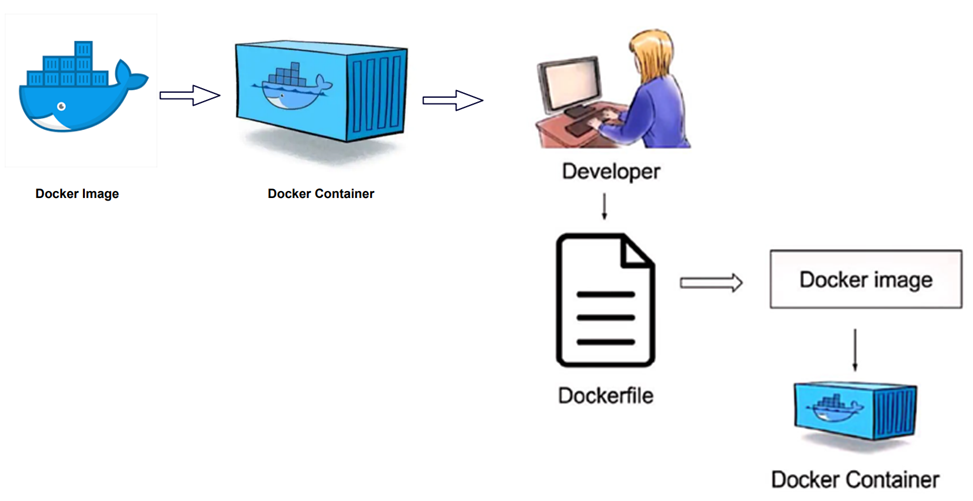 Docker Image
Docker Container
Developer
Dockerfile
Docker image
Docker Container